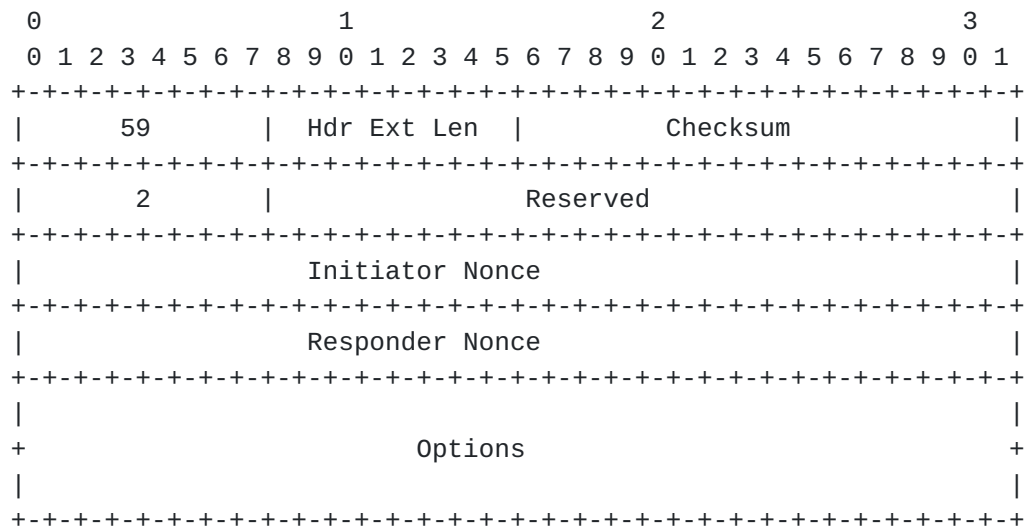 0                   1                   2                   3
 0 1 2 3 4 5 6 7 8 9 0 1 2 3 4 5 6 7 8 9 0 1 2 3 4 5 6 7 8 9 0 1
+-+-+-+-+-+-+-+-+-+-+-+-+-+-+-+-+-+-+-+-+-+-+-+-+-+-+-+-+-+-+-+-+
|      59       |  Hdr Ext Len  |         Checksum              |
+-+-+-+-+-+-+-+-+-+-+-+-+-+-+-+-+-+-+-+-+-+-+-+-+-+-+-+-+-+-+-+-+
|       2       |                Reserved                       |
+-+-+-+-+-+-+-+-+-+-+-+-+-+-+-+-+-+-+-+-+-+-+-+-+-+-+-+-+-+-+-+-+
|                  Initiator Nonce                              |
+-+-+-+-+-+-+-+-+-+-+-+-+-+-+-+-+-+-+-+-+-+-+-+-+-+-+-+-+-+-+-+-+
|                  Responder Nonce                              |
+-+-+-+-+-+-+-+-+-+-+-+-+-+-+-+-+-+-+-+-+-+-+-+-+-+-+-+-+-+-+-+-+
|                                                               |
+                         Options                               +
|                                                               |
+-+-+-+-+-+-+-+-+-+-+-+-+-+-+-+-+-+-+-+-+-+-+-+-+-+-+-+-+-+-+-+-+